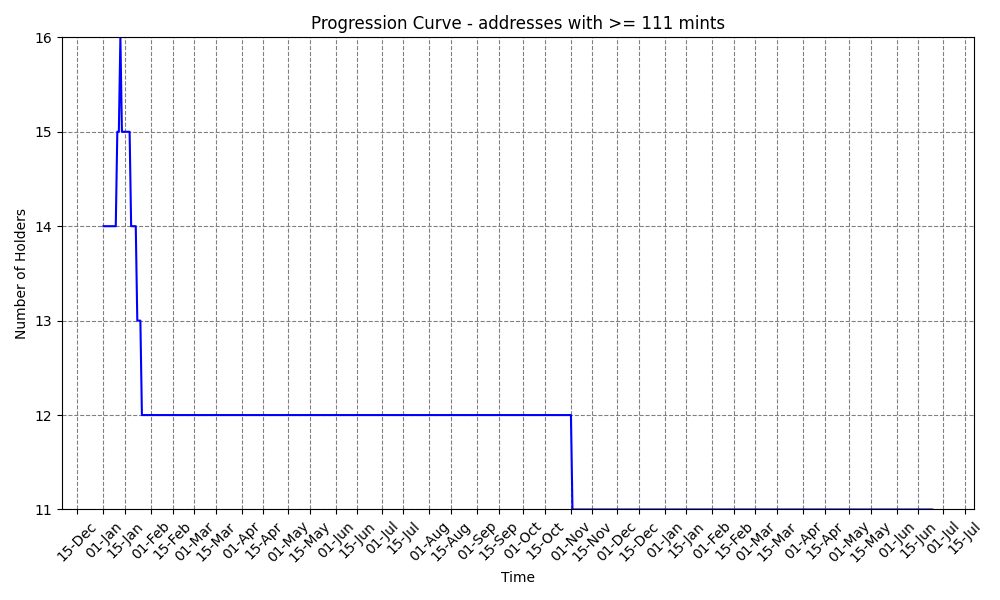 Progression Curve - addresses with >= 111 mints
Number of Holders
16
15
14
13
12
11
15-Dec
01-Jan
15-Jan
01-Feb
15-Feb
01-Mar
15-Mar
01-Apr
15-Apr
01-May
15-May
01-Jun
15-Jun
01-Jul
15-Jul
01-Aug
15-Aug
01-Sep
15-Sep
01-Oct
15-Oct
01-Nov
15-Nov
01-Dec
15-Dec
01-Jan
15-Jan
01-Feb
15-Feb
01-Mar
15-Mar
01-Apr
15-Apr
01-May
15-May
01-Jun
15-Jun
01-Jul
15-Jul
Time